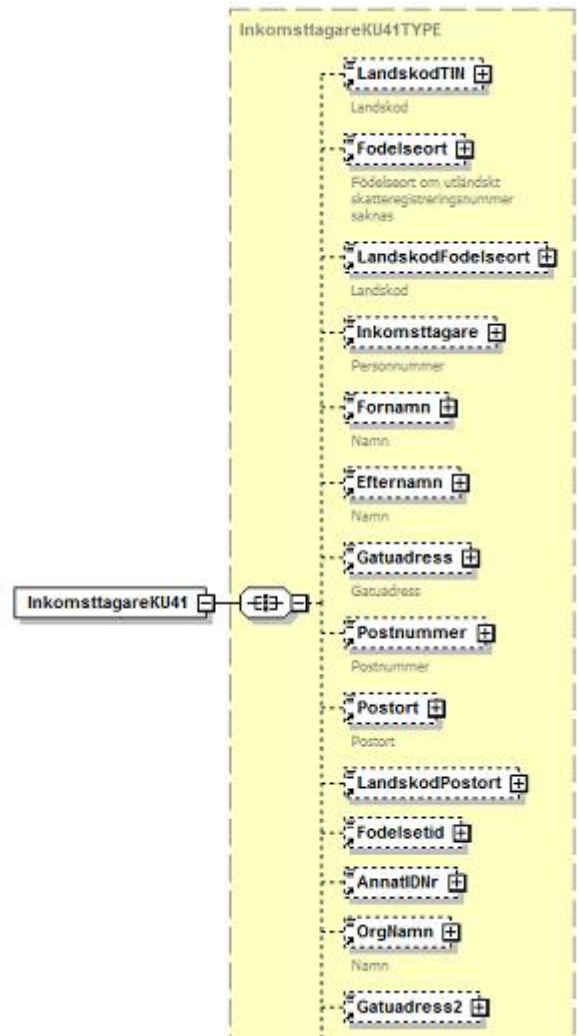 InkomsttagareKU41TYPE
LandskodTIN
Landskod
Fodelseort
Födelseort om utländskt
skatteregistreringsnummer
saknas
LandskodFodelseort
Landskod
Inkomsttagare
Personnummer
Fornamn
Namn
Efternamn
Namn
Gatuadress
Gatuadress
InkomsttagareKU41
Postnummer
Postnummer
Postort
Postort
LandskodPostort
Fodelsetid
AnnatIDNr
OrgNamn
Namn
Gatuadress2